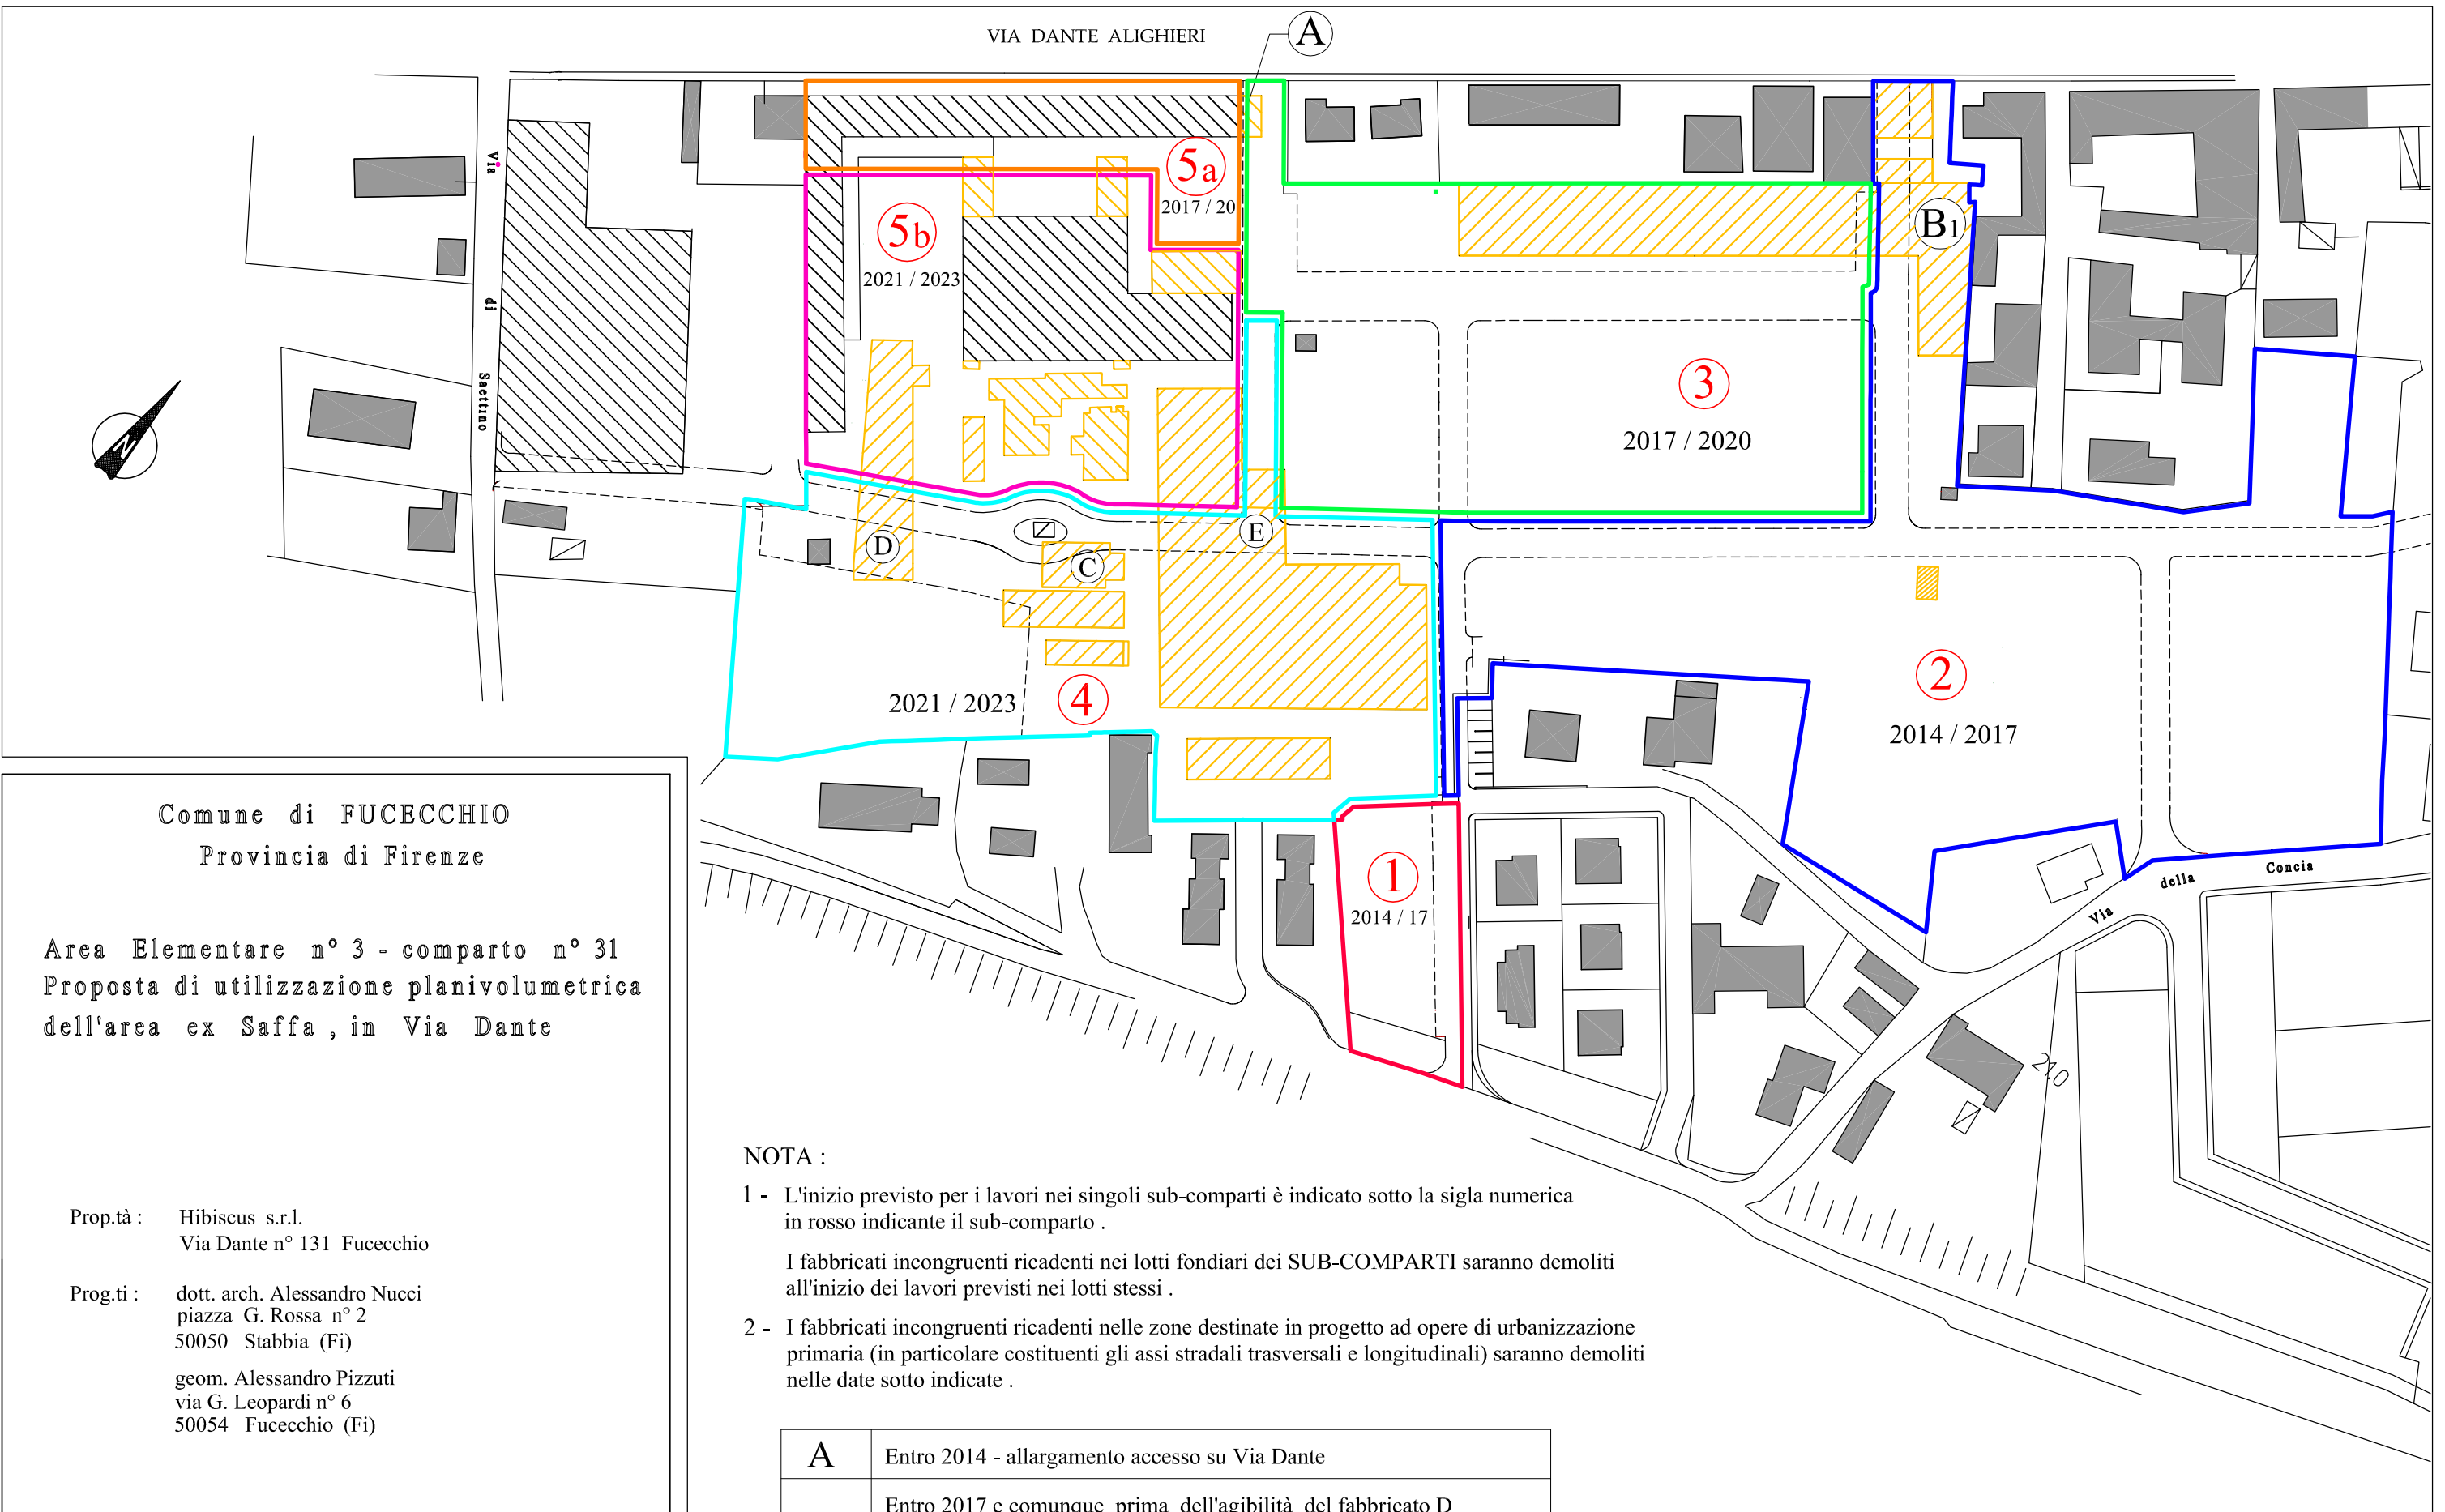 VIA DANTE ALIGHIERI
A
Via
di
Saettino
5a
2017 / 20
5b
2021 / 2023
B1
3
2017 / 2020
N
D
C
E
2021 / 2023
4
2
2014 / 2017
1
2014 / 17
Via
della
Concia
21.0
Comune di FUCECCHIO
Provincia di Firenze
Area Elementare n° 3 - comparto n° 31
Proposta di utilizzazione planivolumetrica
dell'area ex Saffa , in Via Dante
Prop.tà : Hibiscus s.r.l.
Via Dante n° 131 Fucecchio
Prog.ti : dott. arch. Alessandro Nucci
piazza G. Rossa n° 2
50050 Stabbia (Fi)
geom. Alessandro Pizzuti
via G. Leopardi n° 6
50054 Fucecchio (Fi)
NOTA :
1 - L'inizio previsto per i lavori nei singoli sub-comparti è indicato sotto la sigla numerica
in rosso indicante il sub-comparto .
I fabbricati incongruenti ricadenti nei lotti fondiari dei SUB-COMPARTI saranno demoliti
all'inizio dei lavori previsti nei lotti stessi .
2 - I fabbricati incongruenti ricadenti nelle zone destinate in progetto ad opere di urbanizzazione
primaria (in particolare costituenti gli assi stradali trasversali e longitudinali) saranno demoliti
nelle date sotto indicate .
A Entro 2014 - allargamento accesso su Via Dante
Entro 2017 e comunque prima dell'agibilità del fabbricato D